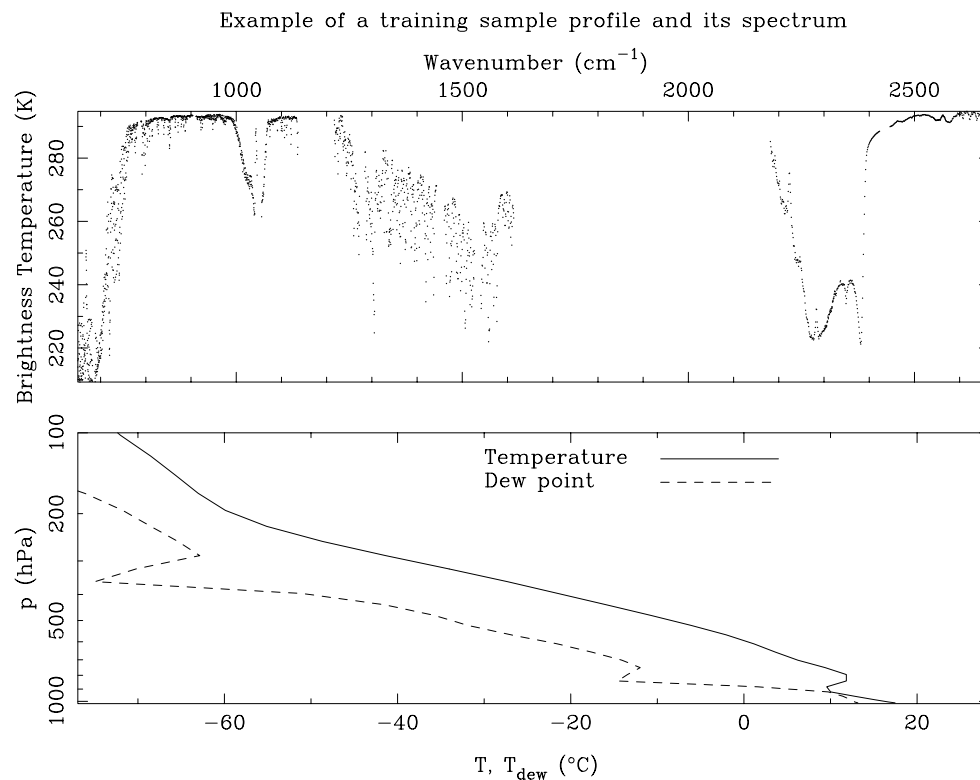 Example of a training sample profile and its spectrum
Wavenumber (cm−1)
1000 1500 2000 2500
Brightness Temperature (K)
280
260
240
220
Temperature
Dew point
p (hPa)
100
200
500
1000
−60 −40 −20 0 20
T, Tdew (°C)